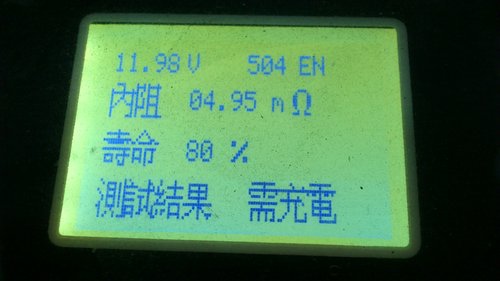 11.98 V 504 EN
內阻 04.95 mΩ
壽命 80 %
測試結果 需充電